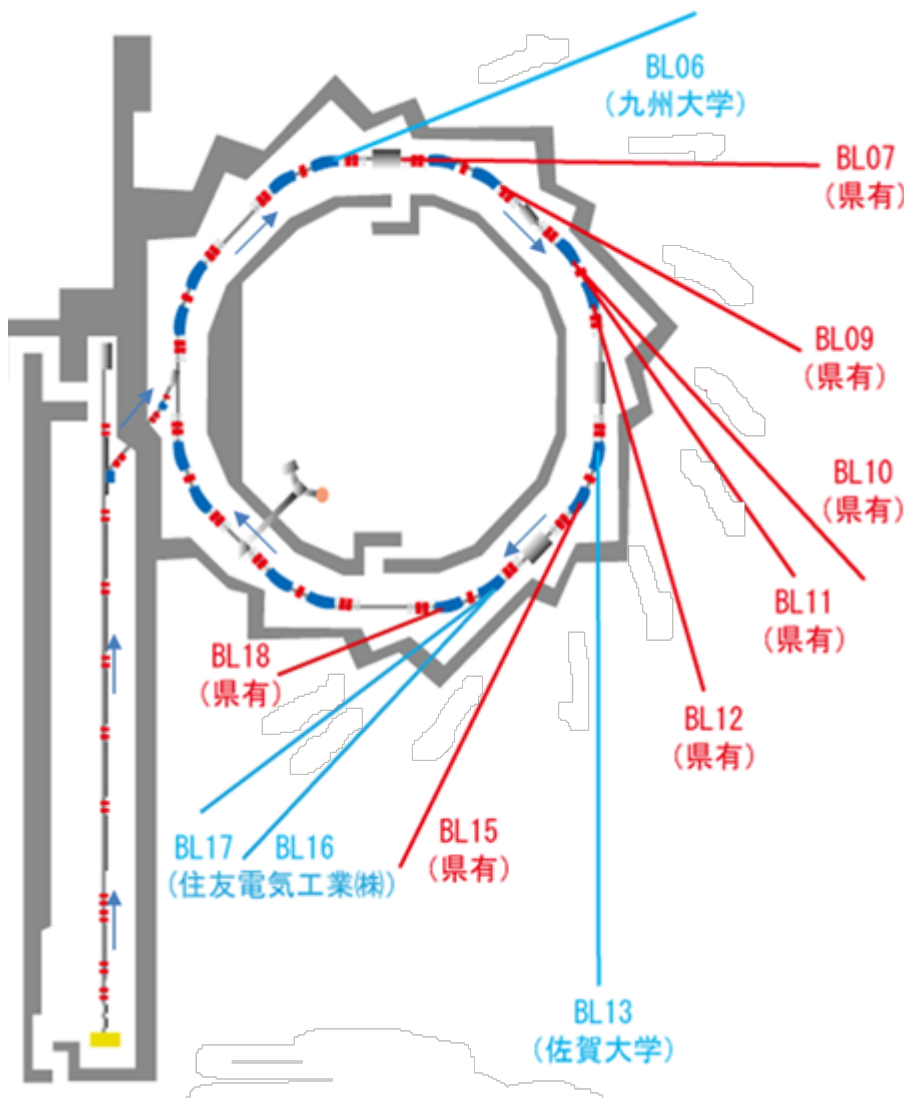 BL06
(九州大学)
BL07
(県有)
BL09
(県有)
BL10
(県有)
BL11
(県有)
BL18
(県有)
BL12
(県有)
BL15
(県有)
BL17 BL16
(住友電気工業㈱)
BL13
(佐賀大学)